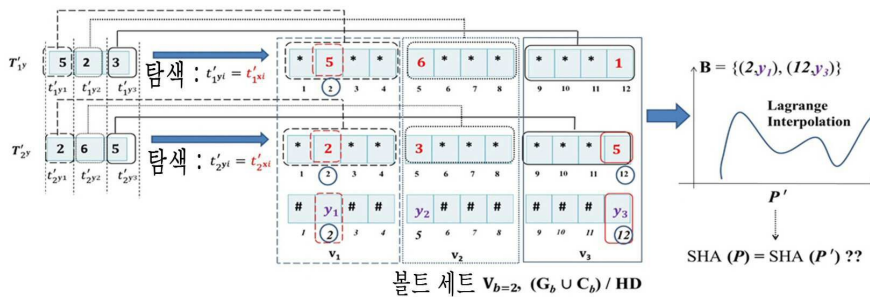 T'₁y 5 2 3 탐색 : t'₁yi = t'₁xi * 5 * * 6 * * * * * * 1
t'₁y1 t'₁y2 t'₁y3 1 2 3 4 5 6 7 8 9 10 11 12
T'₂y 2 6 5 탐색 : t'₂yi = t'₂xi * 2 * * 3 * * * * * * 5
t'₂y1 t'₂y2 t'₂y3 1 2 3 4 5 6 7 8 9 10 11 12
# y₁ # # y₂ # # # # # # y₃
1 2 3 4 5 6 7 8 9 10 11 12
v₁ v₂ v₃
볼트 세트 V_b=2, (G_b ∪ C_b) / HD
B = {(2,y₁), (12,y₃)}
Lagrange
Interpolation
P'
SHA (P) = SHA (P') ??